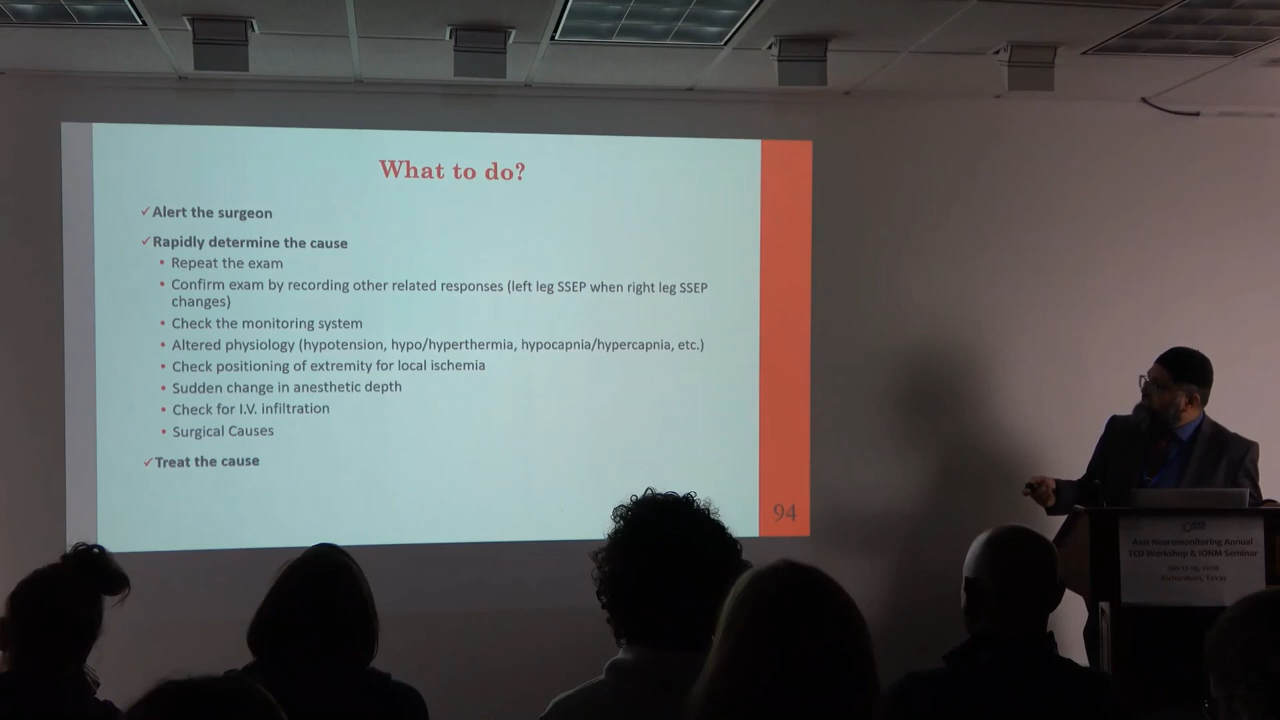 What to do?
✓Alert the surgeon
✓Rapidly determine the cause
• Repeat the exam
• Confirm exam by recording other related responses (left leg SSEP when right leg SSEP
changes)
• Check the monitoring system
• Altered physiology (hypotension, hypo/hyperthermia, hypocapnia/hypercapnia, etc.)
• Check positioning of extremity for local ischemia
• Sudden change in anesthetic depth
• Check for I.V. infiltration
• Surgical Causes
✓Treat the cause
94
Axis Neuromonitoring Annual
TCD Workshop & IONM Seminar
Richardson, Texas